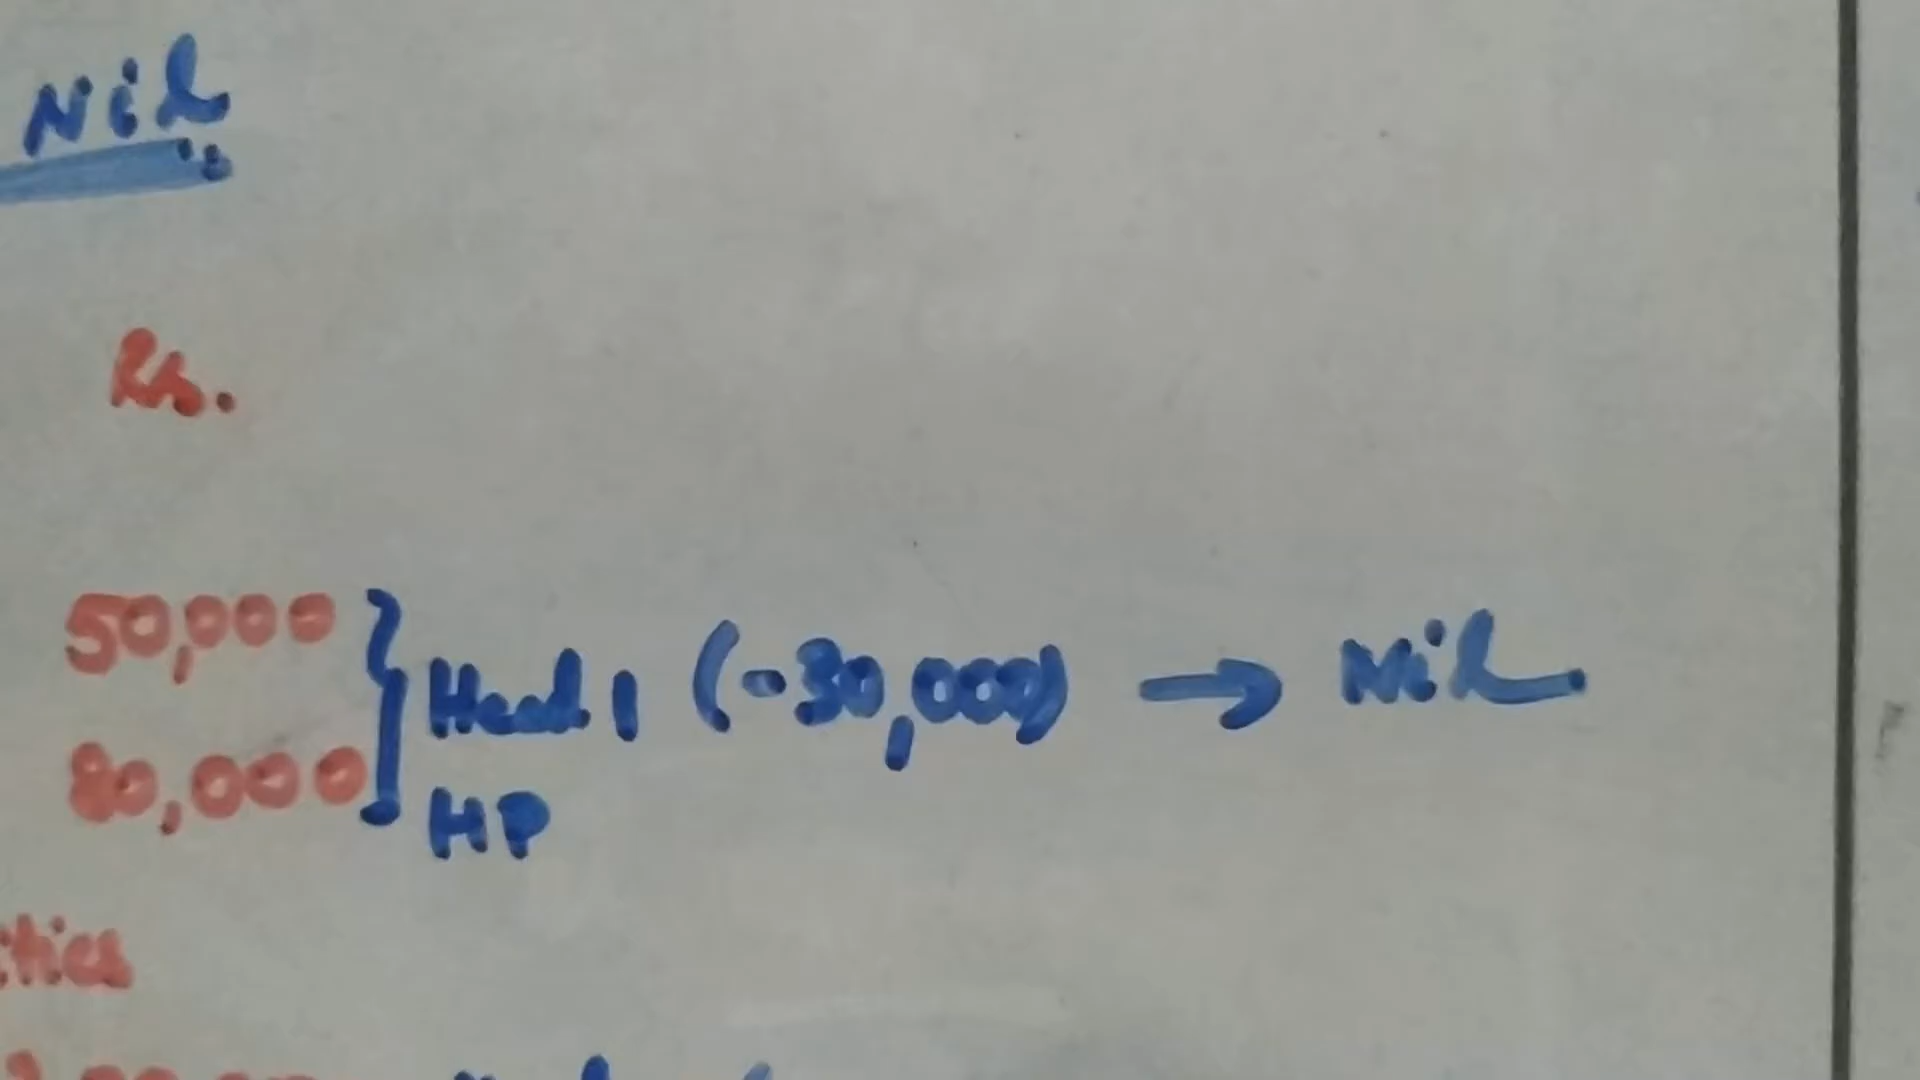 Nil
Rs.
50,000
Head 1 (-30,000) → Nil
80,000
HP